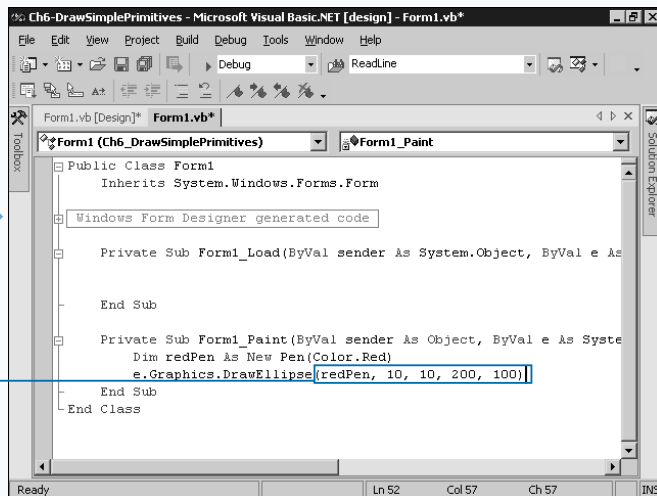 Ch6-DrawSimplePrimitives - Microsoft Visual Basic.NET [design] - Form1.vb*
File Edit View Project Build Debug Tools Window Help
Debug ReadLine
Form1.vb [Design]* Form1.vb*
Toolbox
Form1 (Ch6_DrawSimplePrimitives) Form1_Paint
Solution Explorer
Public Class Form1
Inherits System.Windows.Forms.Form
Windows Form Designer generated code
Private Sub Form1_Load(ByVal sender As System.Object, ByVal e As
End Sub
Private Sub Form1_Paint(ByVal sender As Object, ByVal e As Syste
Dim redPen As New Pen(Color.Red)
e.Graphics.DrawEllipse(redPen, 10, 10, 200, 100)
End Sub
End Class
Ready Ln 52 Col 57 Ch 57 INS